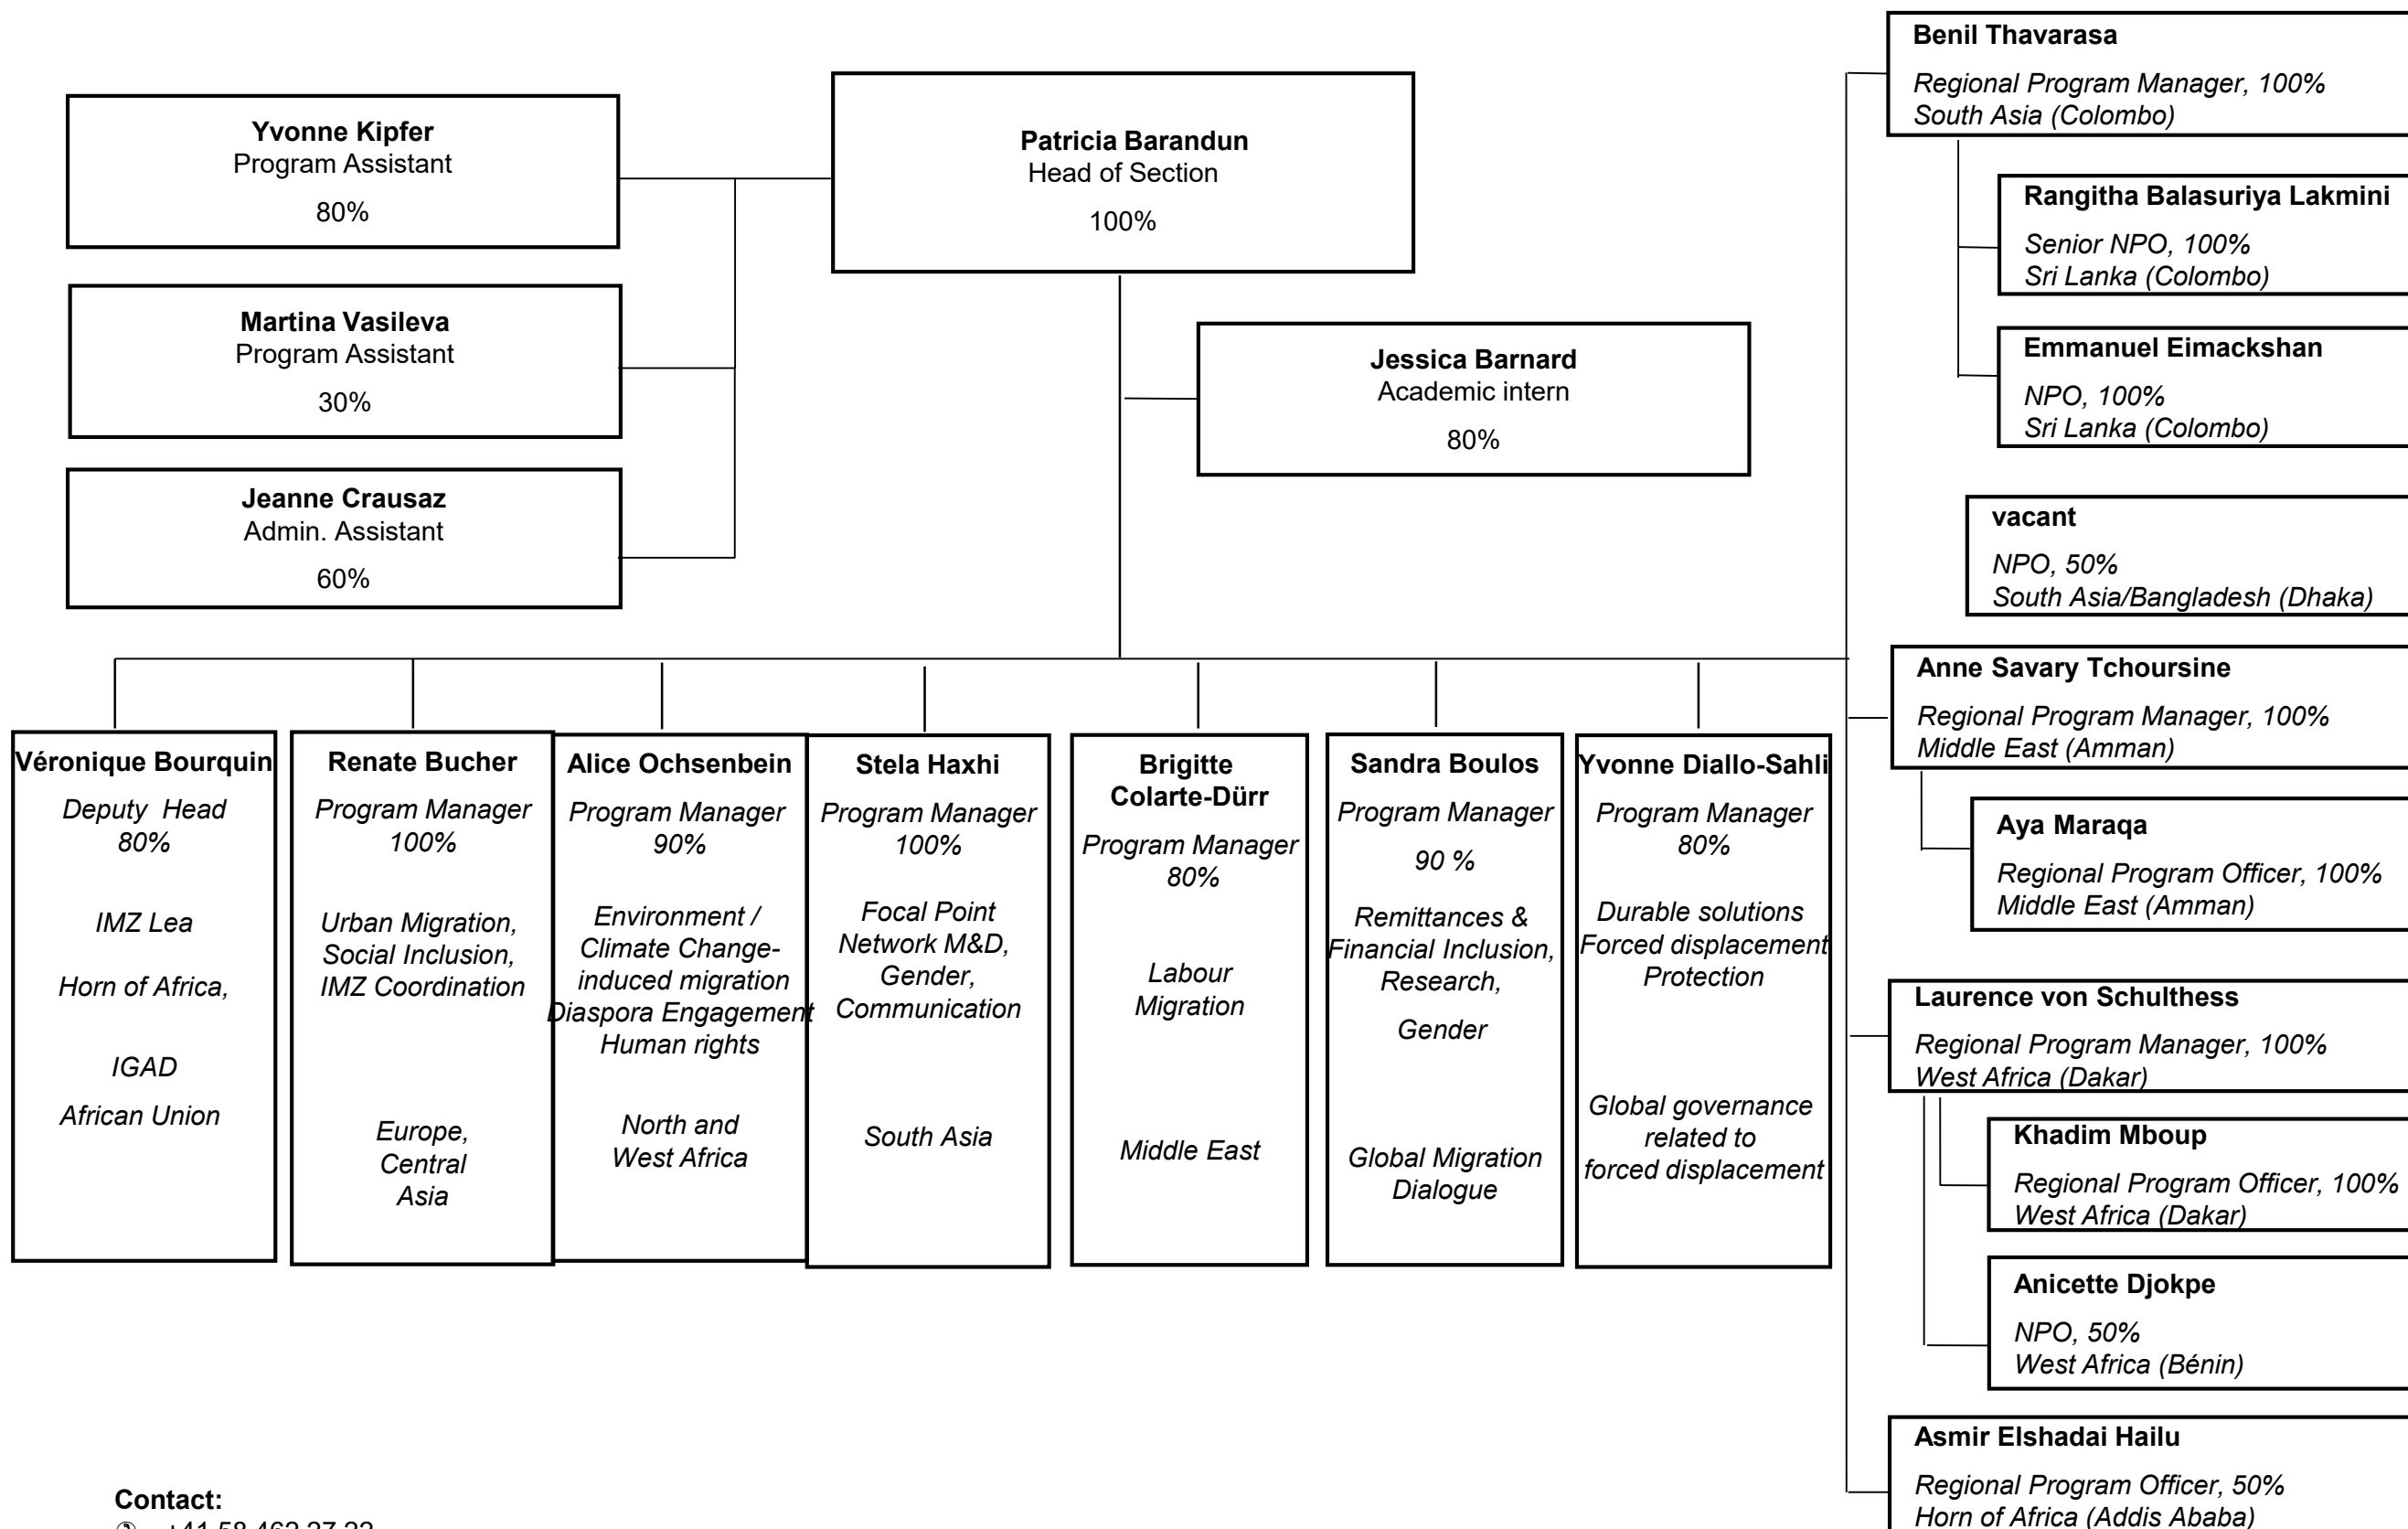 Yvonne Kipfer
Program Assistant
80%
Martina Vasileva
Program Assistant
30%
Jeanne Crausaz
Admin. Assistant
60%
Patricia Barandun
Head of Section
100%
Jessica Barnard
Academic intern
80%
Véronique Bourquin
Deputy Head
80%
IMZ Lea
Horn of Africa,
IGAD
African Union
Renate Bucher
Program Manager
100%
Urban Migration,
Social Inclusion,
IMZ Coordination
Europe,
Central
Asia
Alice Ochsenbein
Program Manager
90%
Environment /
Climate Change-
induced migration
Diaspora Engagement
Human rights
North and
West Africa
Stela Haxhi
Program Manager
100%
Focal Point
Network M&D,
Gender,
Communication
South Asia
Brigitte
Colarte-Dürr
Program Manager
80%
Labour
Migration
Middle East
Sandra Boulos
Program Manager
90 %
Remittances &
Financial Inclusion,
Research,
Gender
Global Migration
Dialogue
Yvonne Diallo-Sahli
Program Manager
80%
Durable solutions
Forced displacement
Protection
Global governance
related to
forced displacement
Benil Thavarasa
Regional Program Manager, 100%
South Asia (Colombo)
Rangitha Balasuriya Lakmini
Senior NPO, 100%
Sri Lanka (Colombo)
Emmanuel Eimackshan
NPO, 100%
Sri Lanka (Colombo)
vacant
NPO, 50%
South Asia/Bangladesh (Dhaka)
Anne Savary Tchoursine
Regional Program Manager, 100%
Middle East (Amman)
Aya Maraqa
Regional Program Officer, 100%
Middle East (Amman)
Laurence von Schulthess
Regional Program Manager, 100%
West Africa (Dakar)
Khadim Mboup
Regional Program Officer, 100%
West Africa (Dakar)
Anicette Djokpe
NPO, 50%
West Africa (Bénin)
Asmir Elshadai Hailu
Regional Program Officer, 50%
Horn of Africa (Addis Ababa)
Contact: